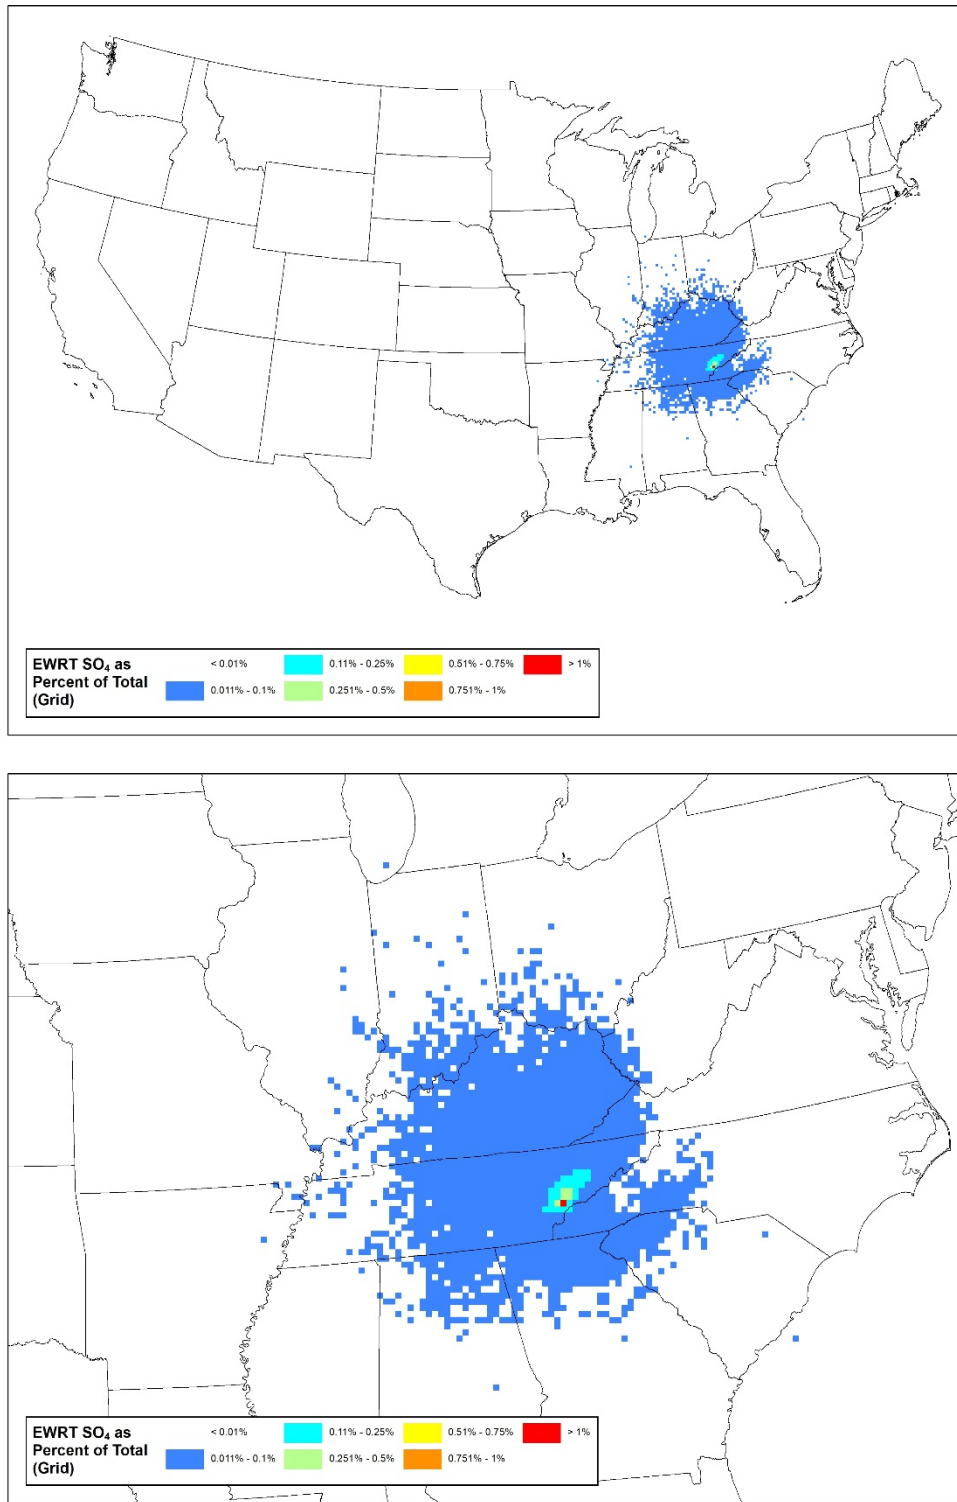 EWRT SO₄ as
Percent of Total
(Grid)
< 0.01%
0.11% - 0.25%
0.51% - 0.75%
> 1%
0.011% - 0.1%
0.251% - 0.5%
0.751% - 1%
EWRT SO₄ as
Percent of Total
(Grid)
< 0.01%
0.11% - 0.25%
0.51% - 0.75%
> 1%
0.011% - 0.1%
0.251% - 0.5%
0.751% - 1%